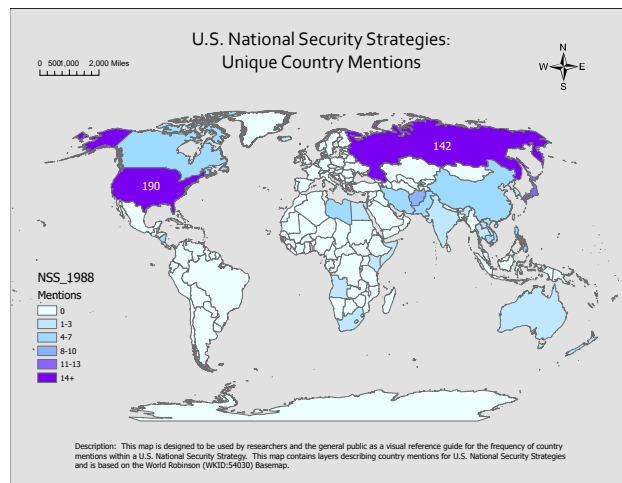 U.S. National Security Strategies:
Unique Country Mentions
0 500 1,000 2,000 Miles
N
W E
S
142
190
NSS_1988
Mentions
0
1-3
4-7
8-10
11-13
14+
Description: This map is designed to be used by researchers and the general public as a visual reference guide for the frequency of country
mentions within a U.S. National Security Strategy. This map contains layers describing country mentions for U.S. National Security Strategies
and is based on the World Robinson (WKID:54030) Basemap.